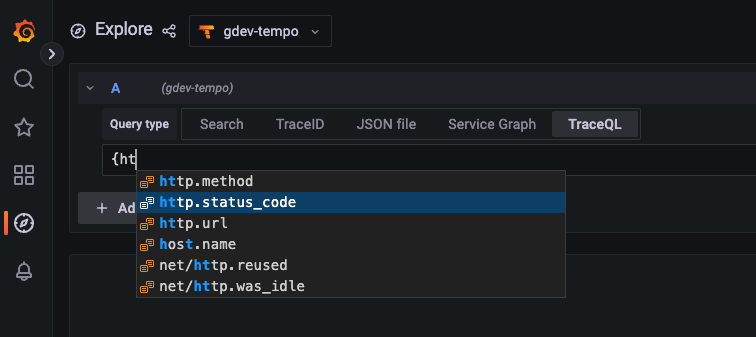 Explore
gdev-tempo
A (gdev-tempo)
Query type Search TraceID JSON file Service Graph TraceQL
{ht
http.method
+ Ad
http.status_code
http.url
host.name
net/http.reused
net/http.was_idle